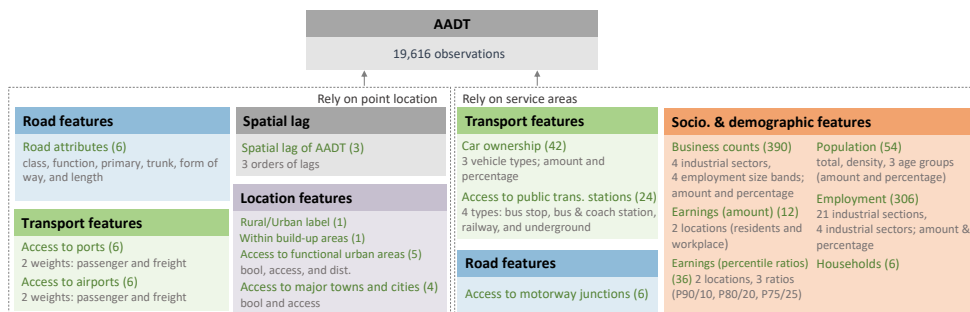 AADT
19,616 observations
Rely on point location
Rely on service areas
Road features
Road attributes (6)
class, function, primary, trunk, form of
way, and length
Transport features
Access to ports (6)
2 weights: passenger and freight
Access to airports (6)
2 weights: passenger and freight
Spatial lag
Spatial lag of AADT (3)
3 orders of lags
Location features
Rural/Urban label (1)
Within build-up areas (1)
Access to functional urban areas (5)
bool, access, and dist.
Access to major towns and cities (4)
bool and access
Transport features
Car ownership (42)
3 vehicle types; amount and
percentage
Access to public trans. stations (24)
4 types: bus stop, bus & coach station,
railway, and underground
Road features
Access to motorway junctions (6)
Socio. & demographic features
Business counts (390)
4 industrial sectors,
4 employment size bands;
amount and percentage
Earnings (amount) (12)
2 locations (residents and
workplace)
Earnings (percentile ratios)
(36) 2 locations, 3 ratios
(P90/10, P80/20, P75/25)
Population (54)
total, density, 3 age groups
(amount and percentage)
Employment (306)
21 industrial sections,
4 industrial sectors; amount &
percentage
Households (6)